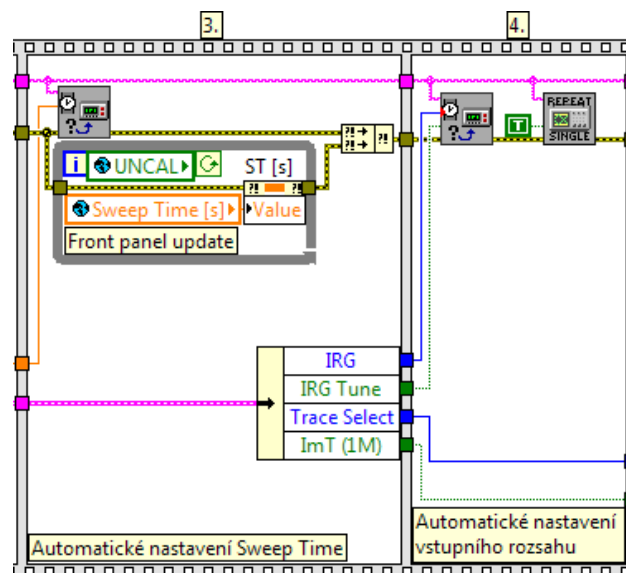 3.
4.
?
?
REPEAT
SINGLE
T
i
UNCAL
ST [s]
?!
?!
?!
?!
?!
Sweep Time [s]
Value
Front panel update
IRG
IRG Tune
Trace Select
ImT (1M)
Automatické nastavení Sweep Time
Automatické nastavení
vstupního rozsahu